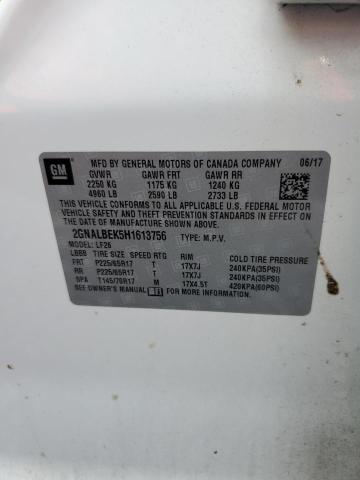 GM
MFD BY GENERAL MOTORS OF CANADA COMPANY 06/17
GVWR GAWR FRT GAWR RR
2250 KG 1175 KG 1240 KG
4960 LB 2590 LB 2733 LB
THIS VEHICLE CONFORMS TO ALL APPLICABLE U.S. FEDERAL MOTOR
VEHICLE SAFETY, BUMPER, AND THEFT PREVENTION STANDARDS IN EFFECT ON THE DATE
OF MANUFACTURE SHOWN ABOVE.
2GNALBEK5H1613756 TYPE: M.P.V.
MODEL: LF26
LBBB TIRE SIZE SPEED RTG RIM COLD TIRE PRESSURE
FRT P225/65R17 T 17X7J 240KPA(35PSI)
RR P225/65R17 T 17X7J 240KPA(35PSI)
SPA T145/70R17 M 17X4.5T 420KPA(60PSI)
SEE OWNER'S MANUAL FOR ADDITIONAL INFORMATION.